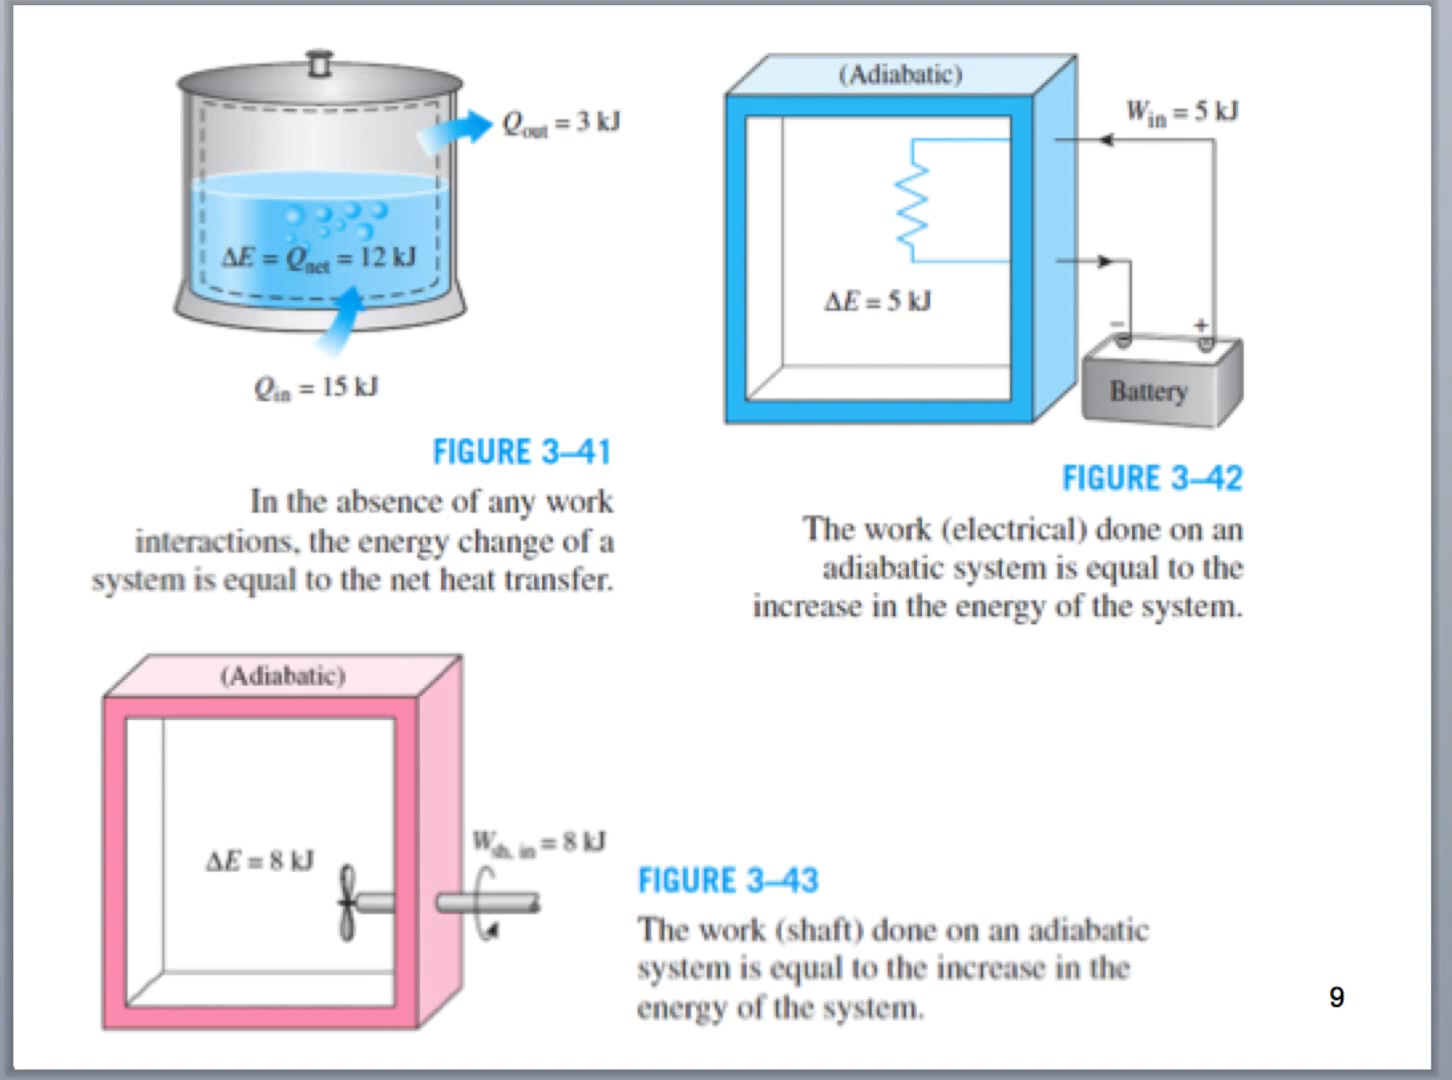 Qout = 3 kJ
ΔE = Qnet = 12 kJ
Qin = 15 kJ
FIGURE 3–41
In the absence of any work
interactions, the energy change of a
system is equal to the net heat transfer.
(Adiabatic)
Win = 5 kJ
ΔE = 5 kJ
– +
Battery
FIGURE 3–42
The work (electrical) done on an
adiabatic system is equal to the
increase in the energy of the system.
(Adiabatic)
ΔE = 8 kJ
Wsh, in = 8 kJ
FIGURE 3–43
The work (shaft) done on an adiabatic
system is equal to the increase in the
energy of the system.
9